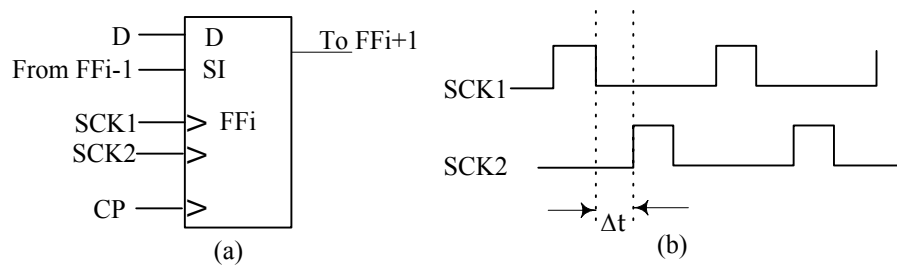 D
D
To FFi+1
From FFi-1
SI
SCK1
FFi
SCK2
CP
(a)
SCK1
SCK2
Δt
(b)